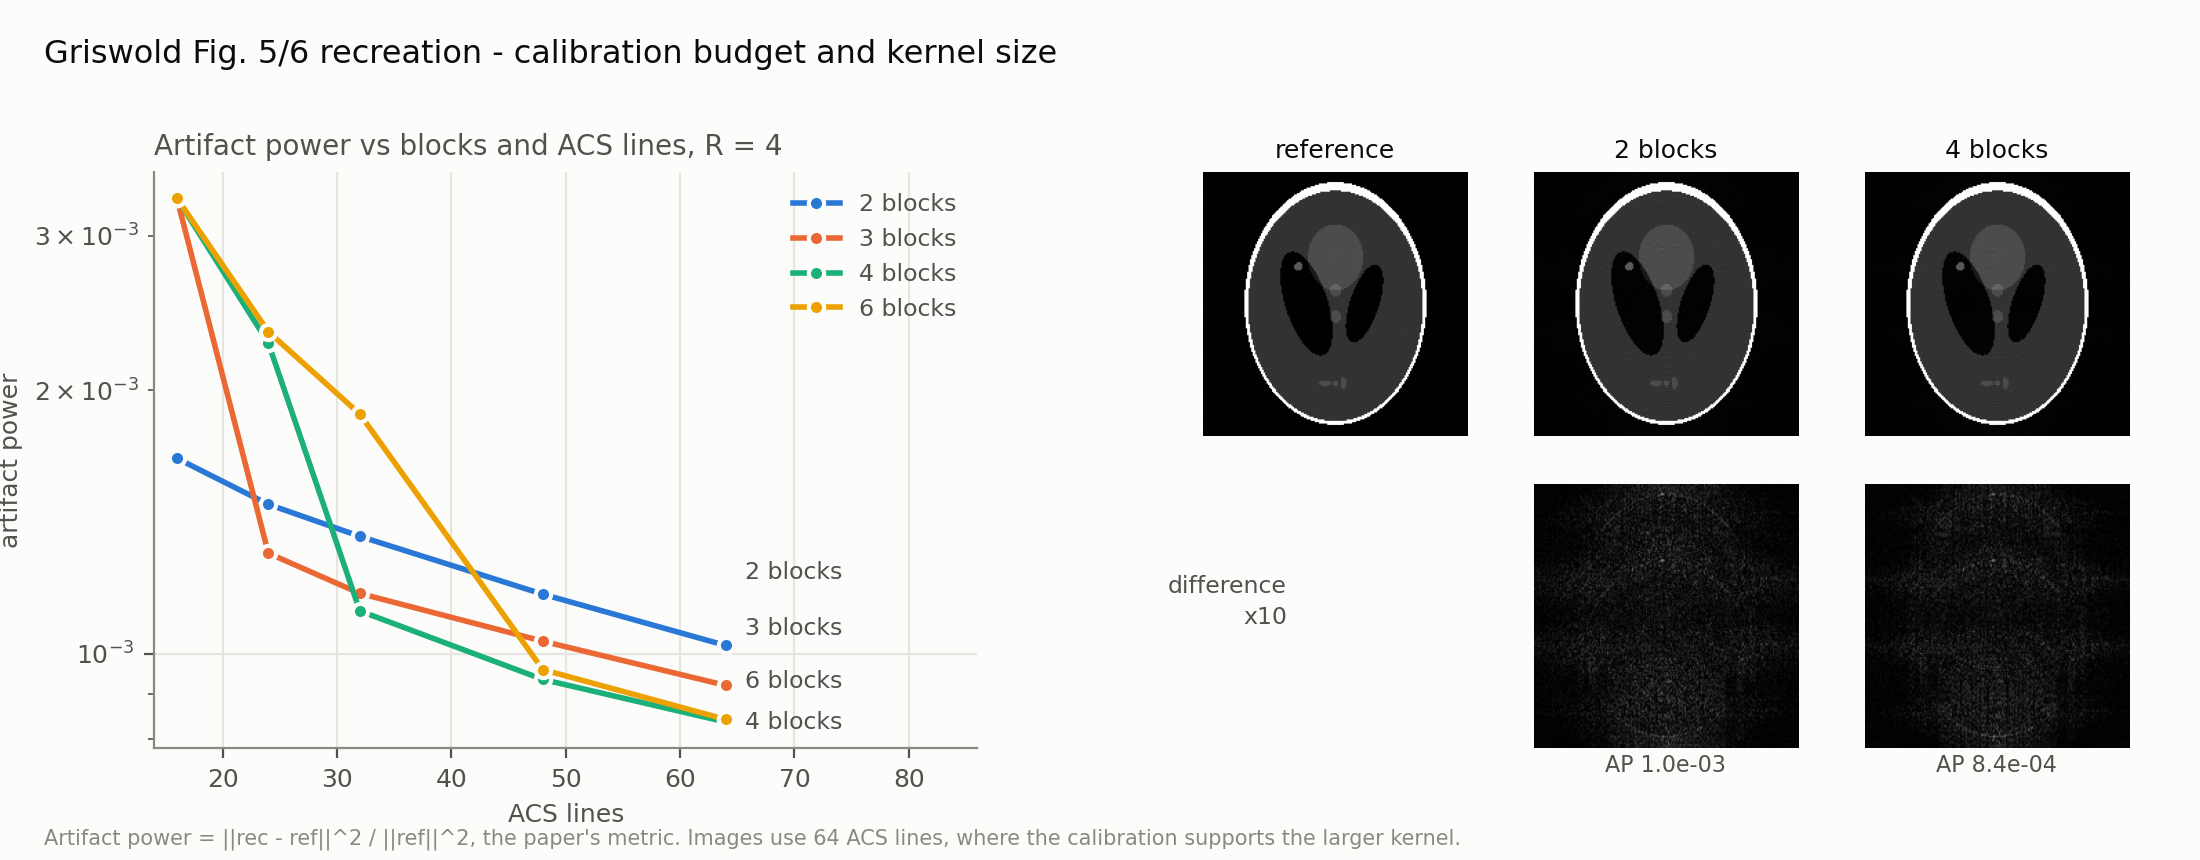 Griswold Fig. 5/6 recreation - calibration budget and kernel size
Artifact power vs blocks and ACS lines, R = 4
artifact power
3 × 10⁻³
2 × 10⁻³
10⁻³
2 blocks
3 blocks
4 blocks
6 blocks
2 blocks
3 blocks
6 blocks
4 blocks
20 30 40 50 60 70 80
ACS lines
reference 2 blocks 4 blocks
difference
x10
AP 1.0e-03 AP 8.4e-04
Artifact power = ||rec - ref||^2 / ||ref||^2, the paper's metric. Images use 64 ACS lines, where the calibration supports the larger kernel.